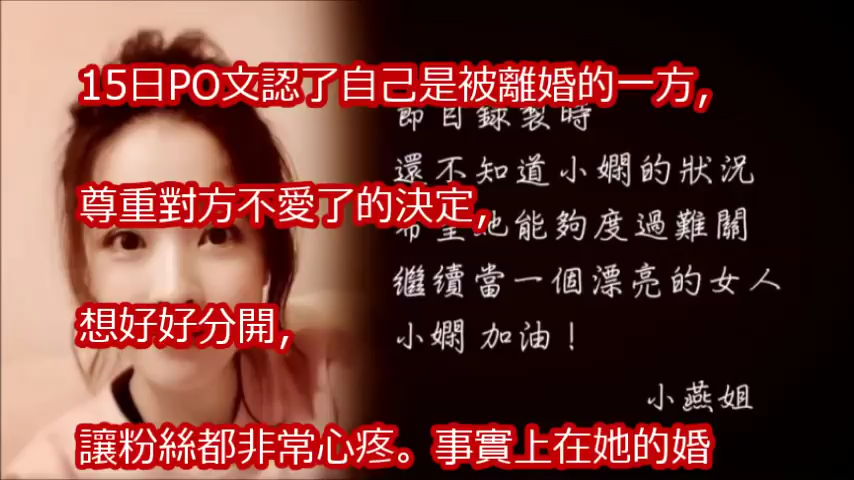 15日PO文認了自己是被離婚的一方，
尊重對方不愛了的決定，
想好好分開，
讓粉絲都非常心疼。事實上在她的婚
節目錄製時
還不知道小嫻的狀況
希望她能夠度過難關
繼續當一個漂亮的女人
小嫻 加油！
小燕姐